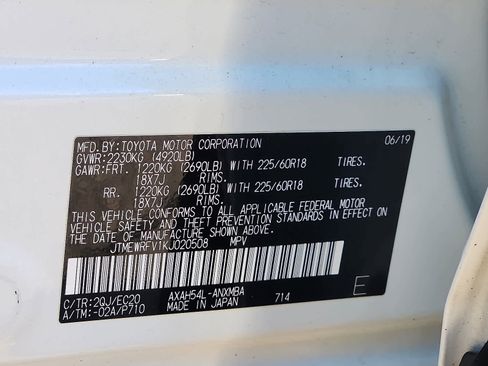 MFD.BY:TOYOTA MOTOR CORPORATION 06/19
GVWR:2230KG (4920LB)
GAWR:FRT. 1220KG (2690LB) WITH 225/60R18 TIRES.
18X7J RIMS.
RR. 1220KG (2690LB) WITH 225/60R18 TIRES.
18X7J RIMS.
THIS VEHICLE CONFORMS TO ALL APPLICABLE FEDERAL MOTOR
VEHICLE SAFETY AND THEFT PREVENTION STANDARDS IN EFFECT ON
THE DATE OF MANUFACTURE SHOWN ABOVE.
JTMEWRFV1KJ020508 MPV
C/TR:2QJ/EC20 AXAH54L-ANXMBA E
A/TM:-02A/P710 MADE IN JAPAN 714